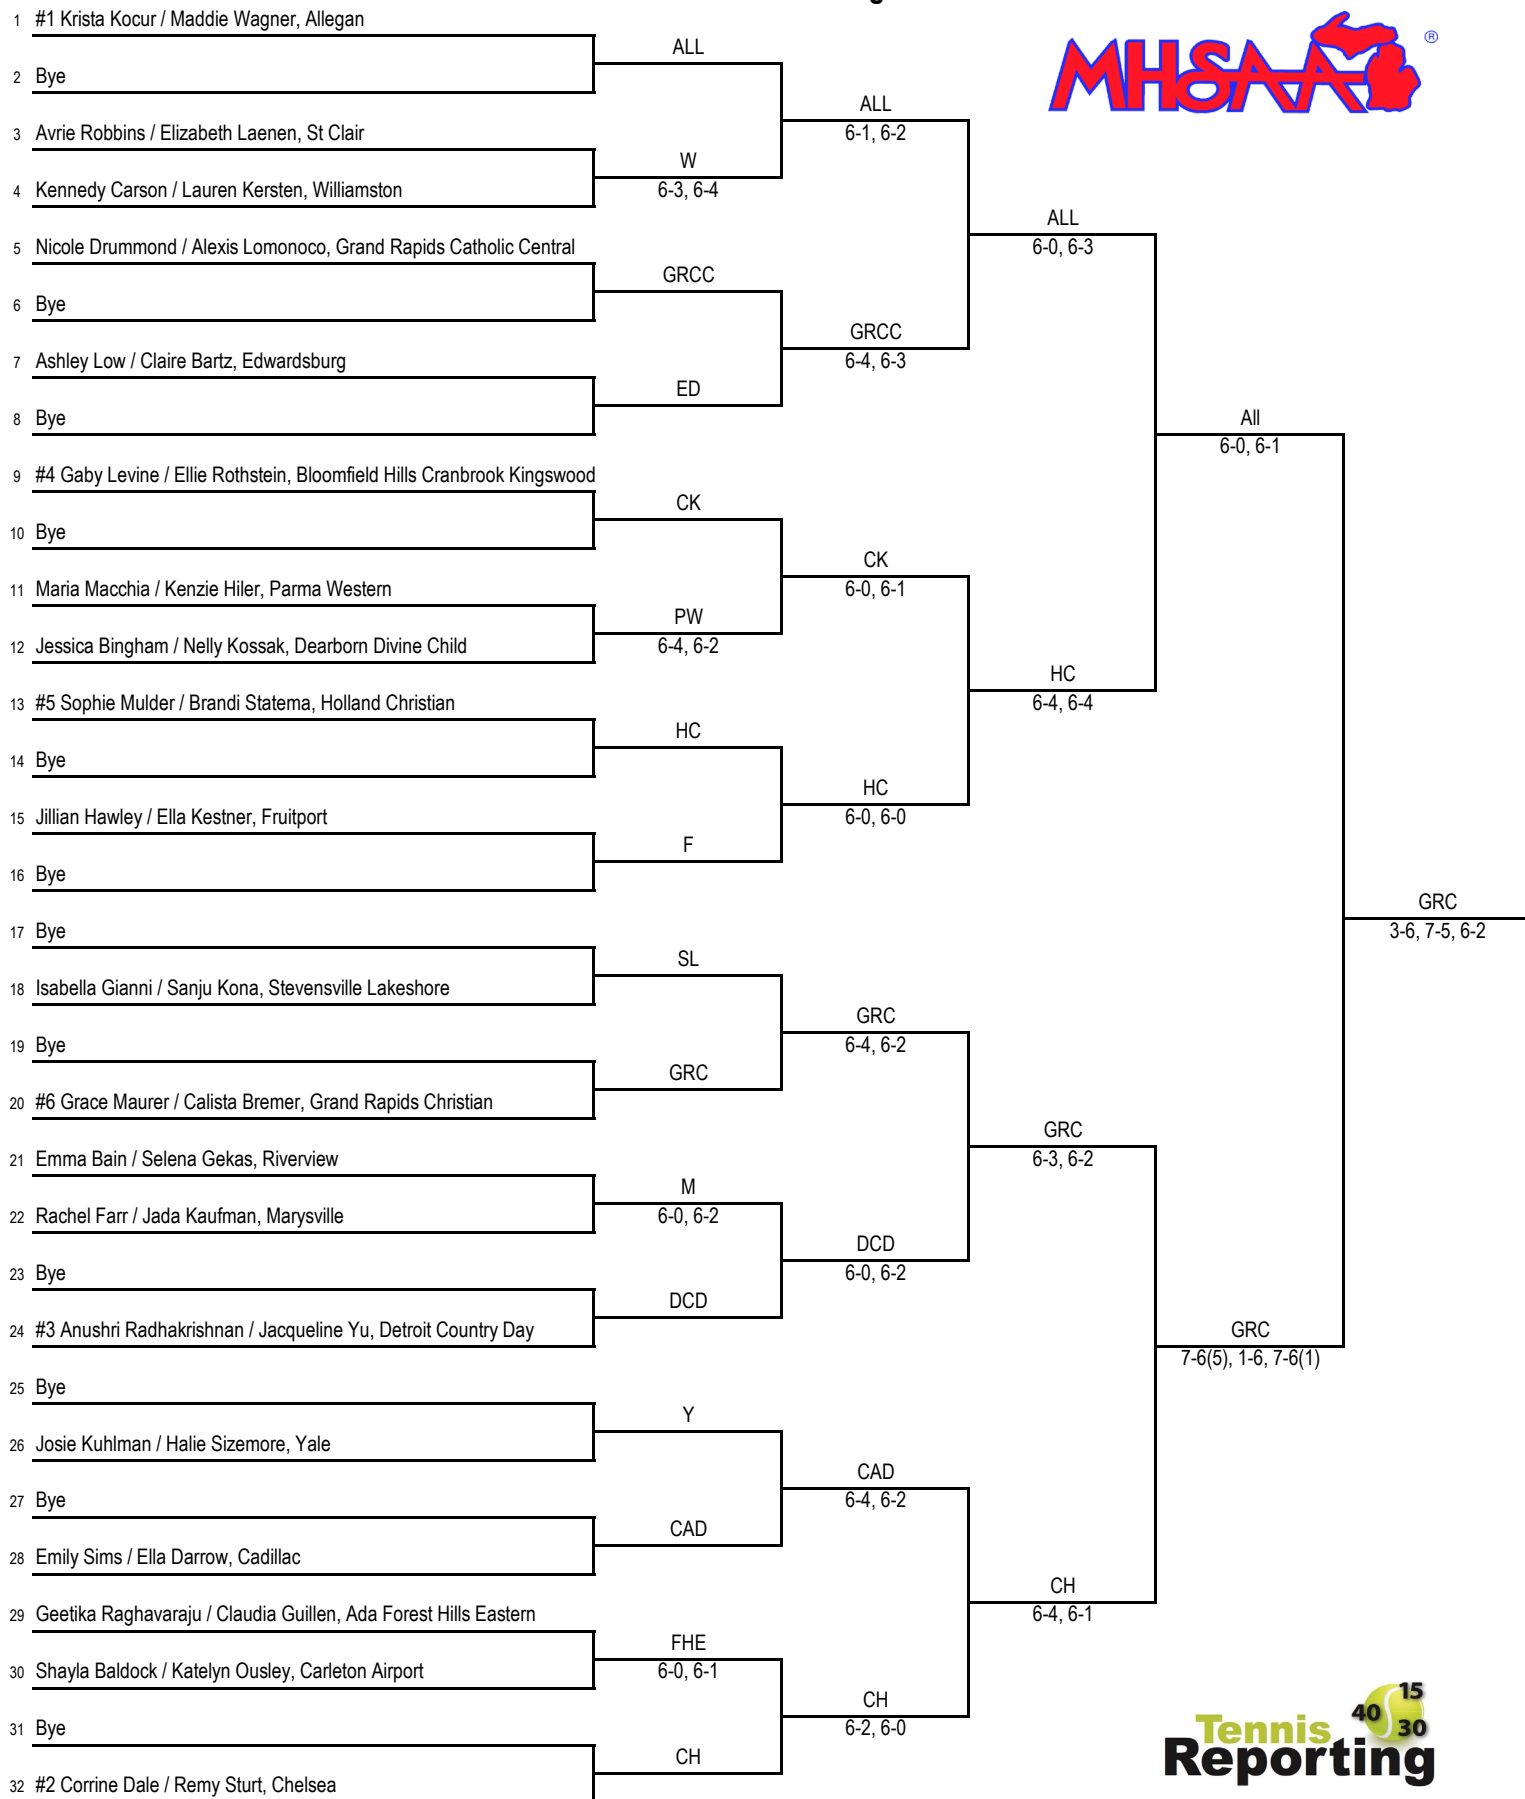 1 #1 Krista Kocur / Maddie Wagner, Allegan
ALL
2 Bye
ALL
6-1, 6-2
3 Avrie Robbins / Elizabeth Laenen, St Clair
W
6-3, 6-4
4 Kennedy Carson / Lauren Kersten, Williamston
ALL
6-0, 6-3
5 Nicole Drummond / Alexis Lomonoco, Grand Rapids Catholic Central
GRCC
6 Bye
GRCC
6-4, 6-3
7 Ashley Low / Claire Bartz, Edwardsburg
ED
8 Bye
All
6-0, 6-1
9 #4 Gaby Levine / Ellie Rothstein, Bloomfield Hills Cranbrook Kingswood
CK
10 Bye
CK
6-0, 6-1
11 Maria Macchia / Kenzie Hiler, Parma Western
PW
6-4, 6-2
12 Jessica Bingham / Nelly Kossak, Dearborn Divine Child
HC
6-4, 6-4
13 #5 Sophie Mulder / Brandi Statema, Holland Christian
HC
14 Bye
HC
6-0, 6-0
15 Jillian Hawley / Ella Kestner, Fruitport
F
16 Bye
GRC
3-6, 7-5, 6-2
17 Bye
SL
18 Isabella Gianni / Sanju Kona, Stevensville Lakeshore
GRC
6-4, 6-2
19 Bye
GRC
20 #6 Grace Maurer / Calista Bremer, Grand Rapids Christian
GRC
6-3, 6-2
21 Emma Bain / Selena Gekas, Riverview
M
6-0, 6-2
22 Rachel Farr / Jada Kaufman, Marysville
DCD
6-0, 6-2
23 Bye
DCD
24 #3 Anushri Radhakrishnan / Jacqueline Yu, Detroit Country Day
GRC
7-6(5), 1-6, 7-6(1)
25 Bye
Y
26 Josie Kuhlman / Halie Sizemore, Yale
CAD
6-4, 6-2
27 Bye
CAD
28 Emily Sims / Ella Darrow, Cadillac
CH
6-4, 6-1
29 Geetika Raghavaraju / Claudia Guillen, Ada Forest Hills Eastern
FHE
6-0, 6-1
30 Shayla Baldock / Katelyn Ousley, Carleton Airport
CH
6-2, 6-0
31 Bye
CH
32 #2 Corrine Dale / Remy Sturt, Chelsea
MHSAA ®
15
40
30
Tennis
Reporting